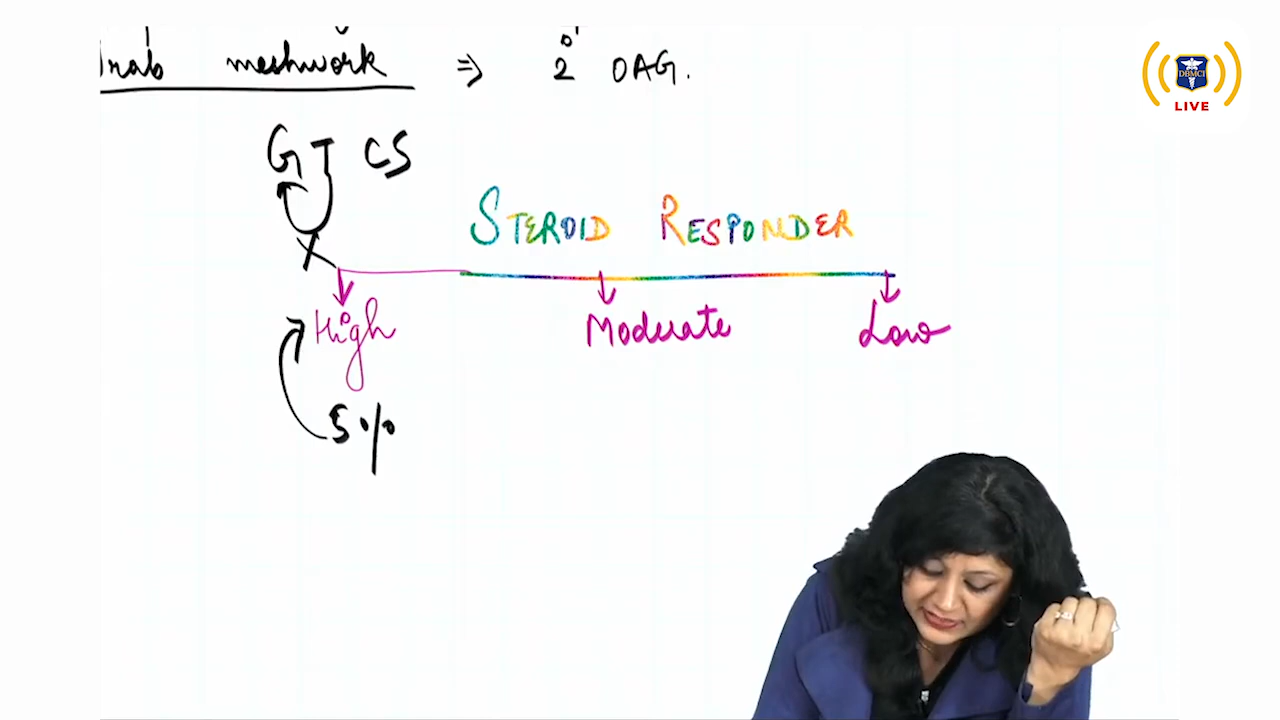 meshwork ⇒ 2° OAG.
G T CS
STEROID RESPONDER
High Moderate Low
5%
DBMCI
LIVE